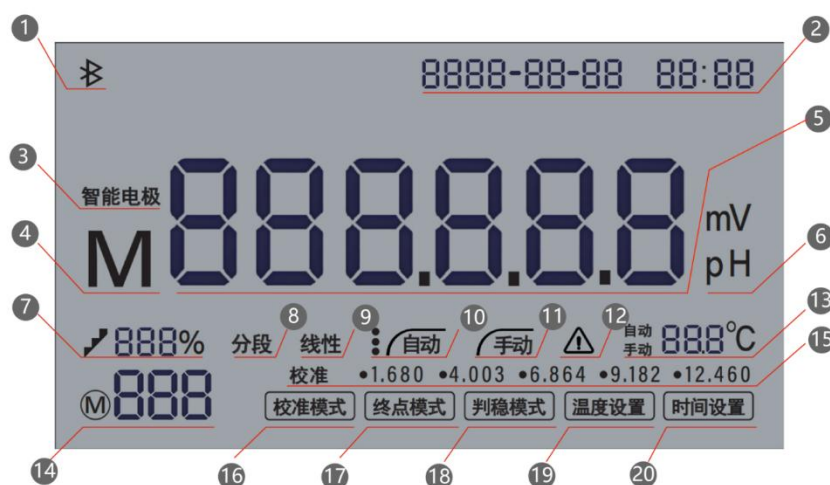 1 2
8888-88-88 88:88
3 5
智能电极 8888.8.8.8 mV
4 M pH 6
7 8 9 10 11 12 13
888% 分段 线性 自动 手动 自动 手动 88.8℃
15
校准 •1.680 •4.003 •6.864 •9.182 •12.460
Ⓜ888 校准模式 终点模式 判稳模式 温度设置 时间设置
14 16 17 18 19 20